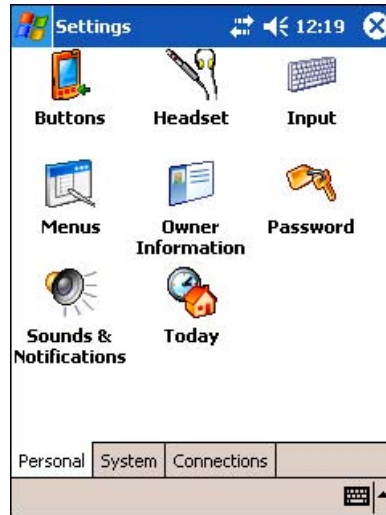 Settings 12:19
Buttons Headset Input
Menus Owner Information Password
Sounds & Notifications Today
Personal System Connections